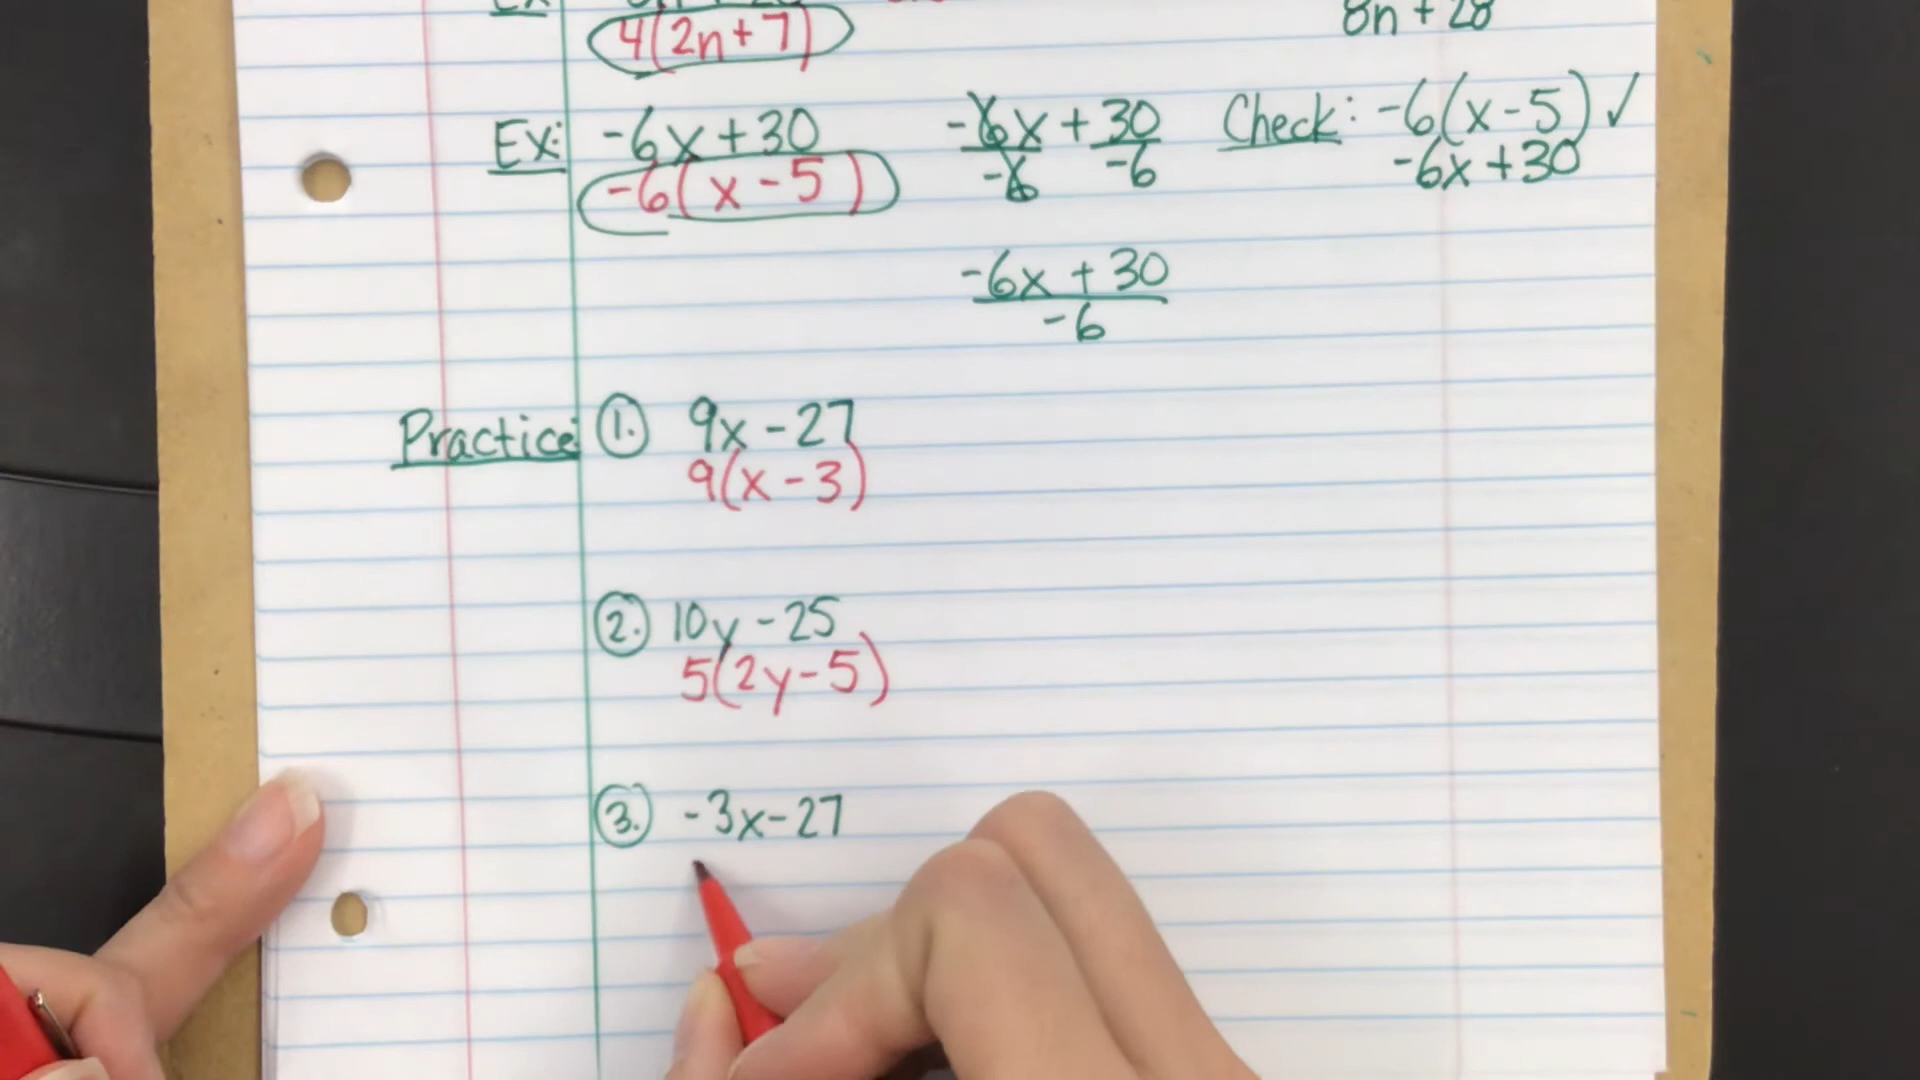 4(2n+7)
8n + 28
Ex: -6x+30
-6(x-5)
-6x + 30
-6 -6
Check: -6(x-5) ✓
-6x+30
-6x + 30
-6
Practice: 1. 9x-27
9(x-3)
2. 10y-25
5(2y-5)
3. -3x-27